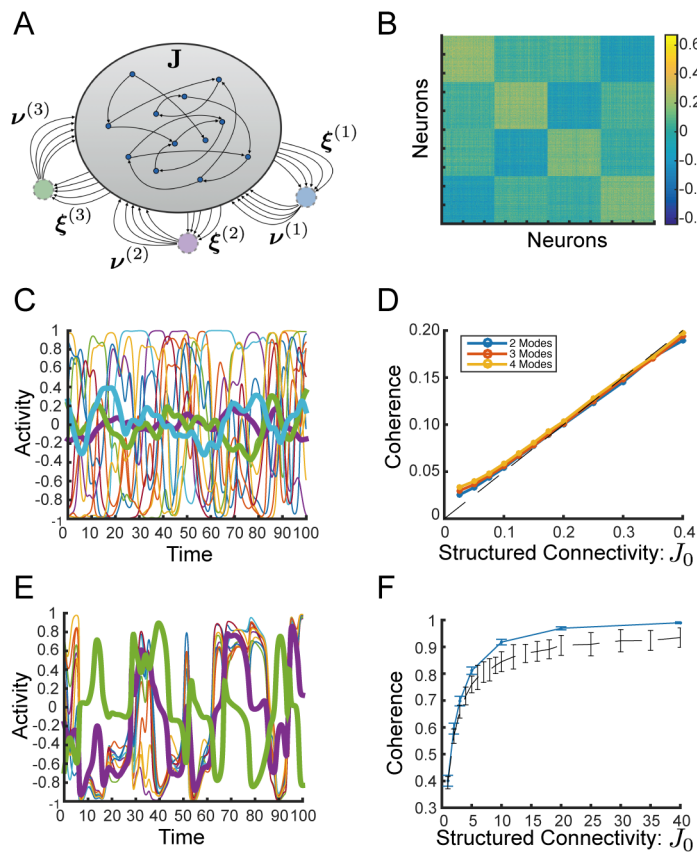 A
J
ν(3)
ξ(1)
ξ(3)
ν(2)
ξ(2)
ν(1)
B
Neurons
Neurons
0.6
0.4
0.2
0
-0.2
-0.4
-0.
C
Activity
1
0.8
0.6
0.4
0.2
0
-0.2
-0.4
-0.6
-0.8
-1
0 10 20 30 40 50 60 70 80 90 100
Time
D
Coherence
0.20
0.15
0.10
0.05
0
2 Modes
3 Modes
4 Modes
0 0.1 0.2 0.3 0.4
Structured Connectivity: J0
E
Activity
1
0.8
0.6
0.4
0.2
0
-0.2
-0.4
-0.6
-0.8
-1
0 10 20 30 40 50 60 70 80 90 100
Time
F
Coherence
1
0.9
0.8
0.7
0.6
0.5
0.4
0.3
0 5 10 15 20 25 30 35 40
Structured Connectivity: J0